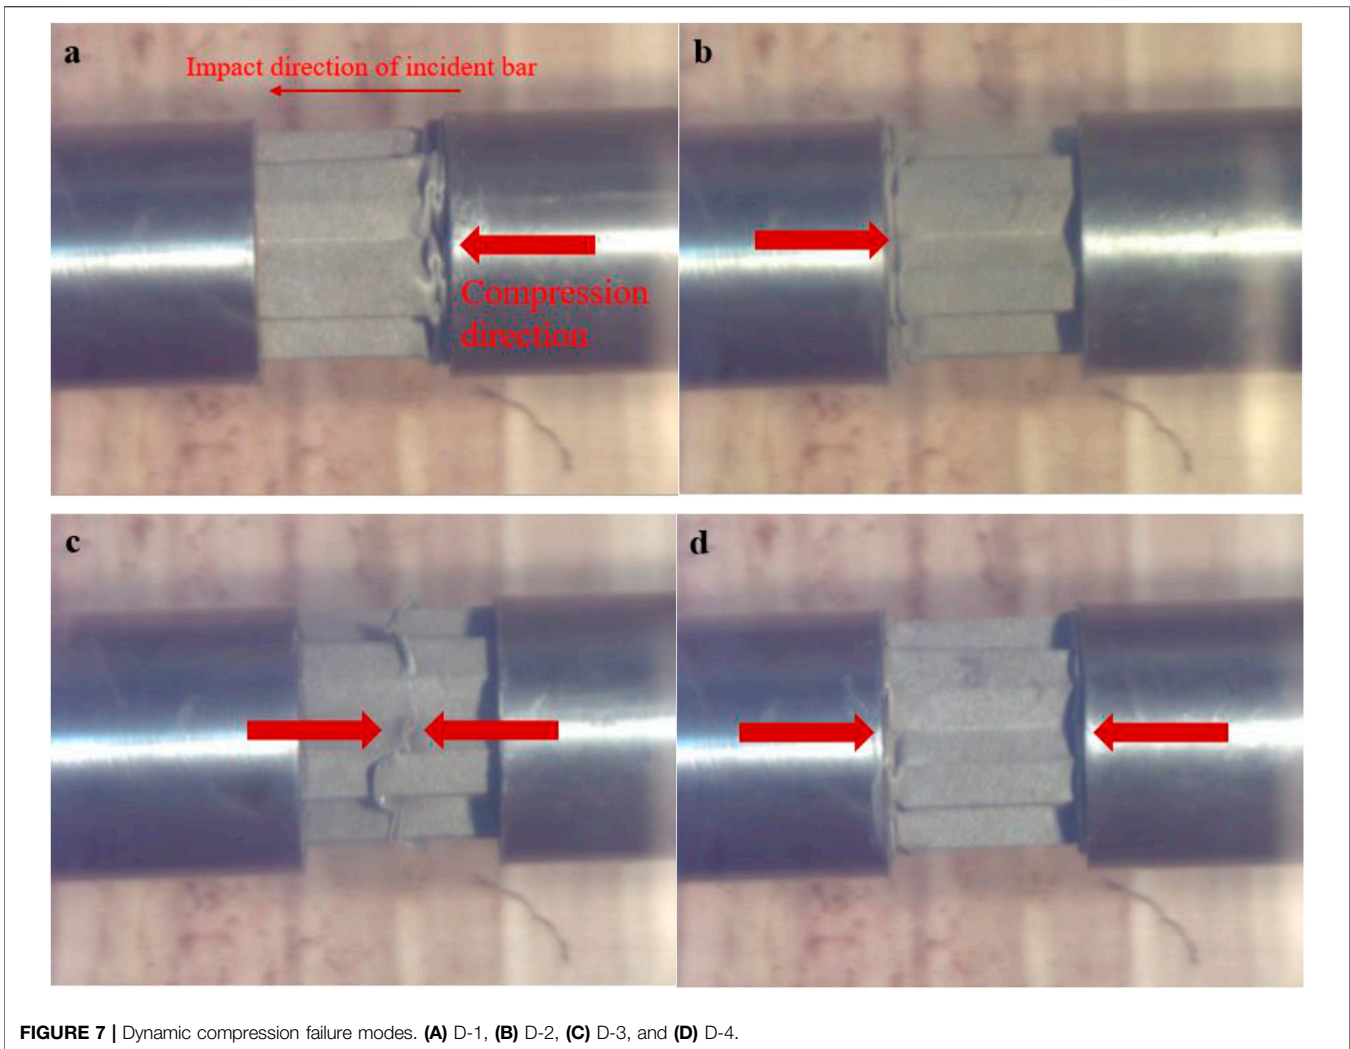 a
Impact direction of incident bar
Compression
direction
b
c
d
FIGURE 7 | Dynamic compression failure modes. (A) D-1, (B) D-2, (C) D-3, and (D) D-4.